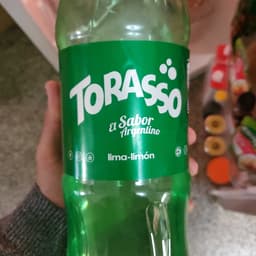 TORASSO
El Sabor
Argentino
lima-limón